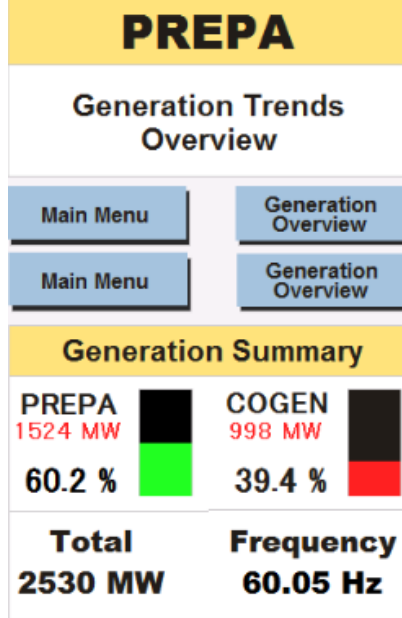 PREPA
Generation Trends
Overview
Main Menu
Generation
Overview
Main Menu
Generation
Overview
Generation Summary
PREPA
1524 MW
60.2 %
COGEN
998 MW
39.4 %
Total
2530 MW
Frequency
60.05 Hz